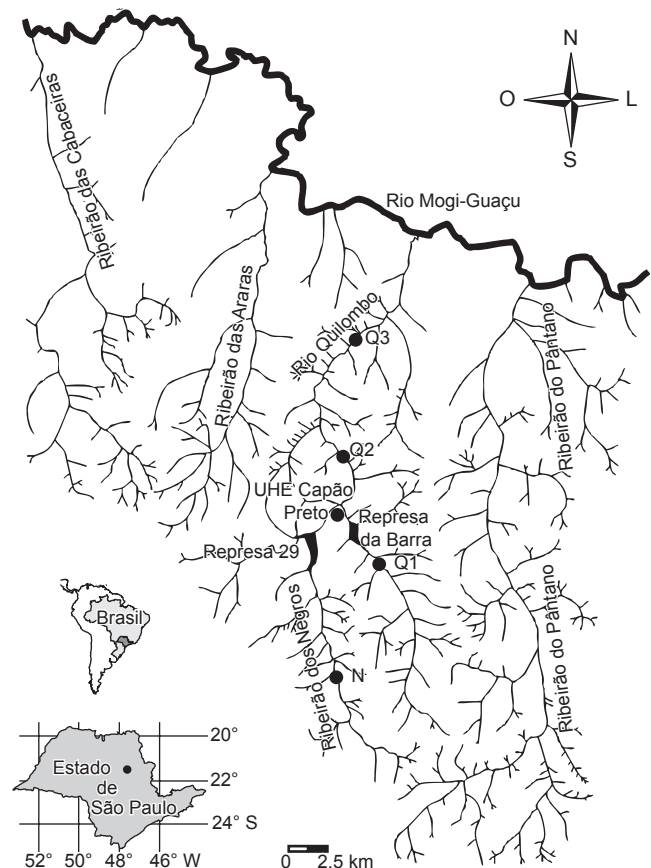 N
O
L
S
Rio Mogi-Guaçu
Ribeirão das Cabaceiras
Ribeirão das Araras
Rio Quilombo
Q3
Ribeirão do Pântano
Q2
UHE Capão
Preto
Represa
da Barra
Represa 29
Q1
Ribeirão dos Negros
Ribeirão do Pântano
N
Brasil
Estado
de
São Paulo
20°
22°
24° S
52° 50° 48° 46° W
0 2.5 km